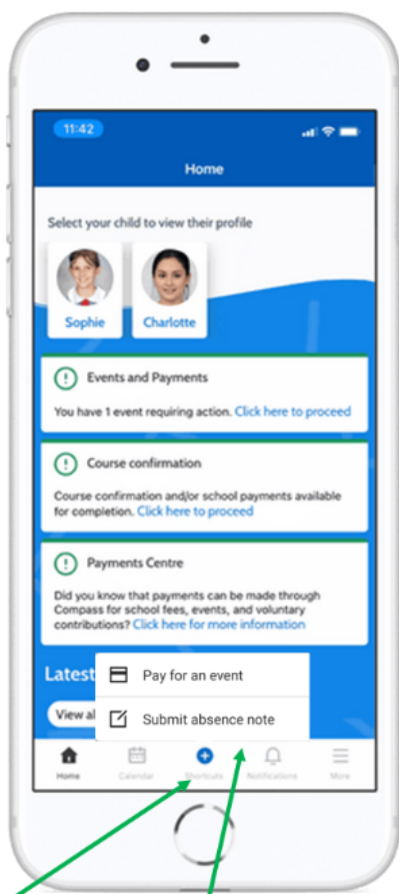 11:42
Home
Select your child to view their profile
Sophie
Charlotte
Events and Payments
You have 1 event requiring action. Click here to proceed
Course confirmation
Course confirmation and/or school payments available
for completion. Click here to proceed
Payments Centre
Did you know that payments can be made through
Compass for school fees, events, and voluntary
contributions? Click here for more information
Latest
Pay for an event
View al
Submit absence note
Home
Calendar
Shortcuts
Notifications
More